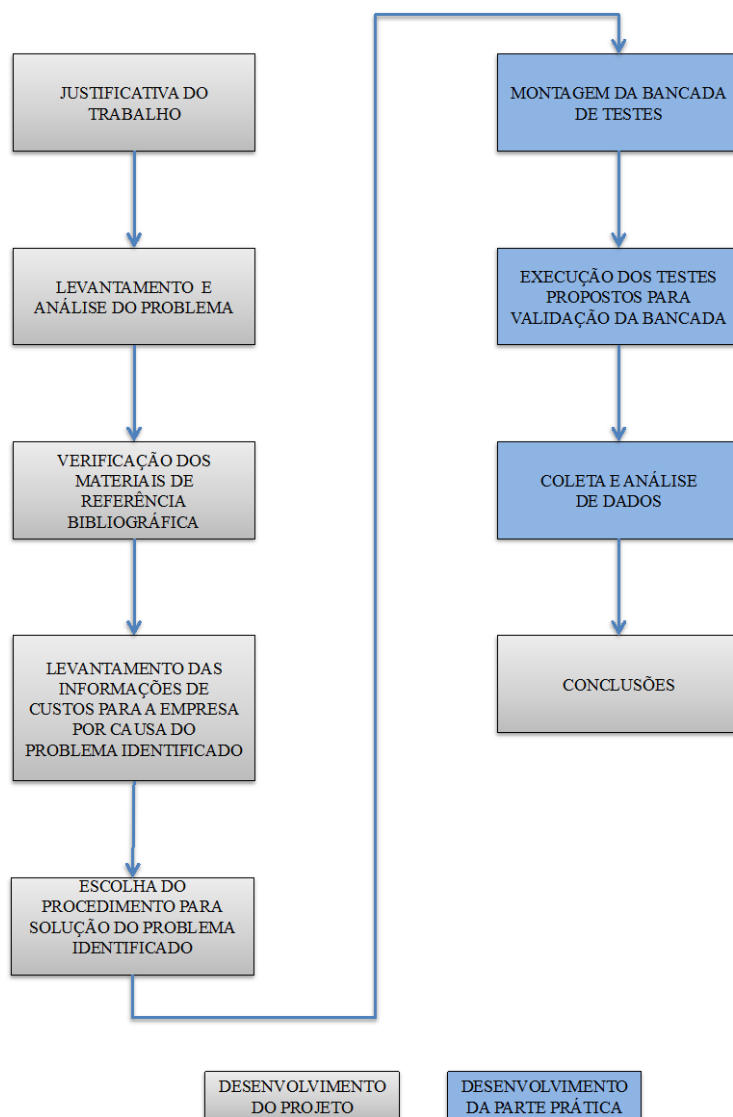 JUSTIFICATIVA DO
TRABALHO
LEVANTAMENTO E
ANÁLISE DO PROBLEMA
VERIFICAÇÃO DOS
MATERIAIS DE
REFERÊNCIA
BIBLIOGRÁFICA
LEVANTAMENTO DAS
INFORMAÇÕES DE
CUSTOS PARA A EMPRESA
POR CAUSA DO
PROBLEMA IDENTIFICADO
ESCOLHA DO
PROCEDIMENTO PARA
SOLUÇÃO DO PROBLEMA
IDENTIFICADO
MONTAGEM DA BANCADA
DE TESTES
EXECUÇÃO DOS TESTES
PROPOSTOS PARA
VALIDAÇÃO DA BANCADA
COLETA E ANÁLISE
DE DADOS
CONCLUSÕES
DESENVOLVIMENTO
DO PROJETO
DESENVOLVIMENTO
DA PARTE PRÁTICA